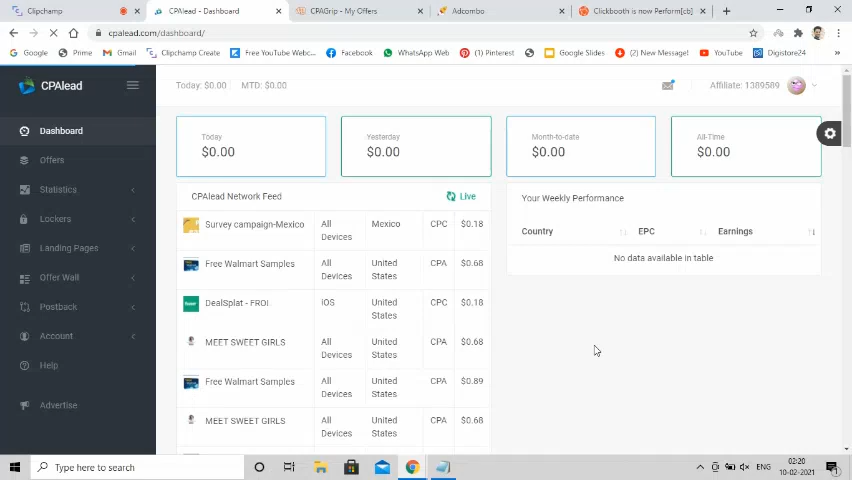 Clipchamp
CPAlead - Dashboard
CPAGrip - My Offers
Adcombo
Clickbooth is now Perform[cb]
cpalead.com/dashboard/
Google
Prime
Gmail
Clipchamp Create
Free YouTube Webc...
Facebook
WhatsApp Web
(1) Pinterest
Google Slides
(2) New Message!
YouTube
Digistore24
CPAlead
Today: $0.00
MTD: $0.00
Affiliate: 1389589
Dashboard
Offers
Statistics
Lockers
Landing Pages
Offer Wall
Postback
Account
Help
Advertise
Today
$0.00
Yesterday
$0.00
Month-to-date
$0.00
All-Time
$0.00
CPAlead Network Feed
Live
Survey campaign-Mexico All Devices Mexico CPC $0.18
Free Walmart Samples All Devices United States CPA $0.68
DealSplat - FROI iOS United States CPC $0.18
MEET SWEET GIRLS All Devices United States CPA $0.68
Free Walmart Samples All Devices United States CPA $0.89
MEET SWEET GIRLS All Devices United States CPA $0.68
Your Weekly Performance
Country EPC Earnings
No data available in table
Type here to search
ENG
02:20
10-02-2021